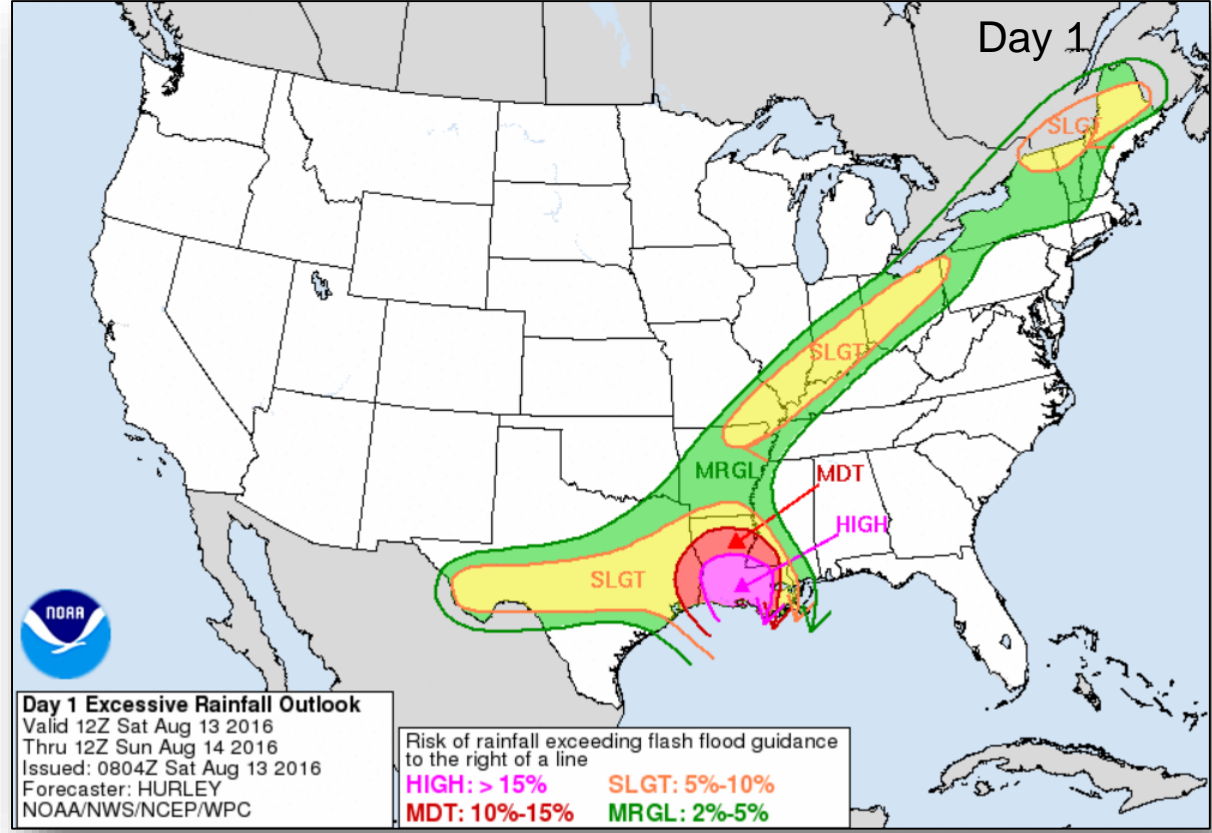 Day 1
SLGT
SLGT
MRGL
MDT
HIGH
SLGT
NOAA
Day 1 Excessive Rainfall Outlook
Valid 12Z Sat Aug 13 2016
Thru 12Z Sun Aug 14 2016
Issued: 0804Z Sat Aug 13 2016
Forecaster: HURLEY
NOAA/NWS/NCEP/WPC
Risk of rainfall exceeding flash flood guidance
to the right of a line
HIGH: > 15% SLGT: 5%-10%
MDT: 10%-15% MRGL: 2%-5%